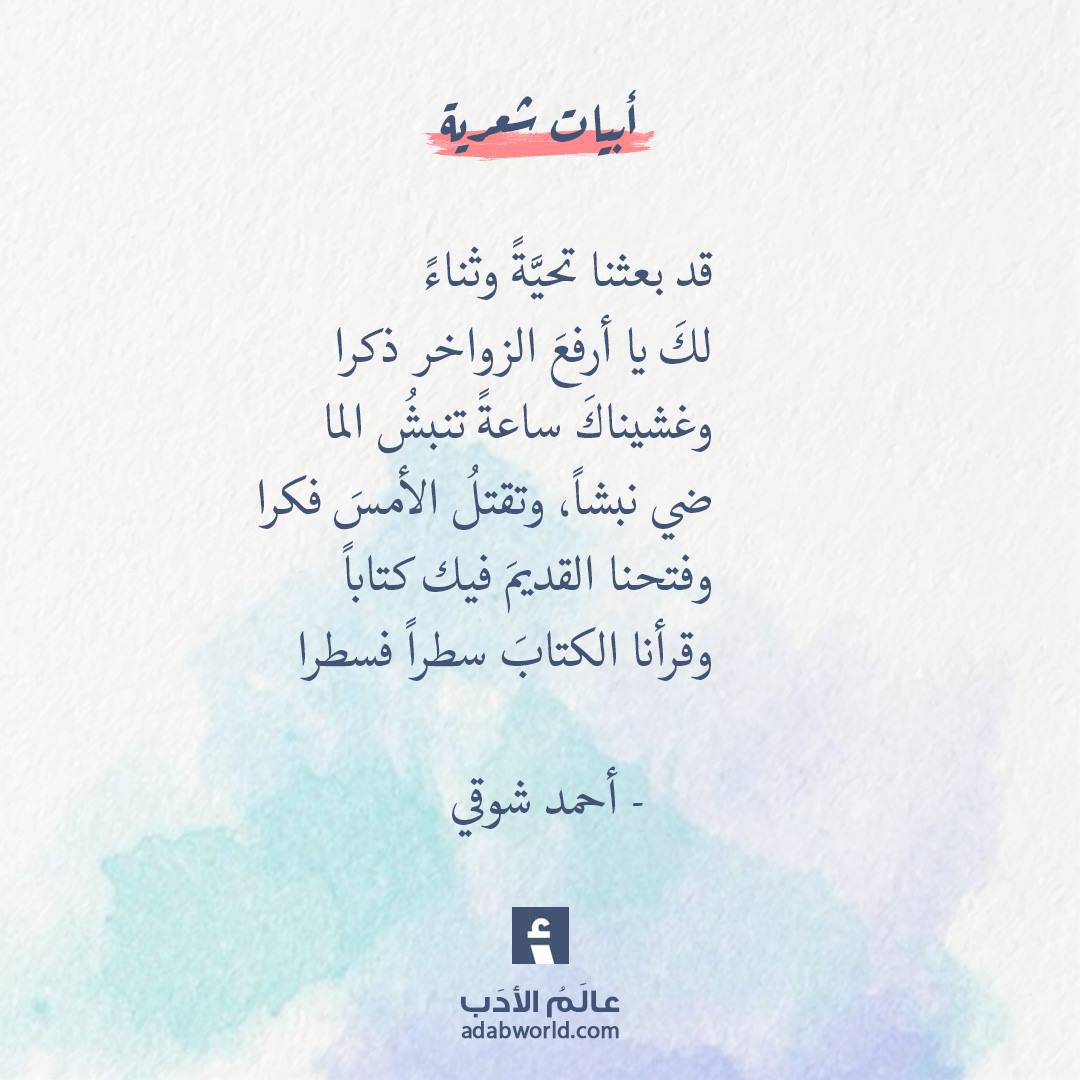 أبيات شعرية
قد بعثنا تحيَّةً وثناءً
لكَ يا أرفعَ الزواخر ذكرا
وغشيناكَ ساعةً تنبشُ الما
ضي نبشاً، وتقتلُ الأمسَ فكرا
وفتحنا القديمَ فيك كتاباً
وقرأنا الكتابَ سطراً فسطرا
- أحمد شوقي
أ
عالَمُ الأدَب
adabworld.com